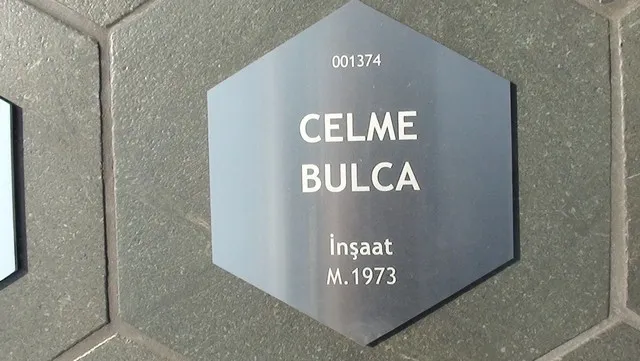 001374
CELME
BULCA
İnşaat
M.1973